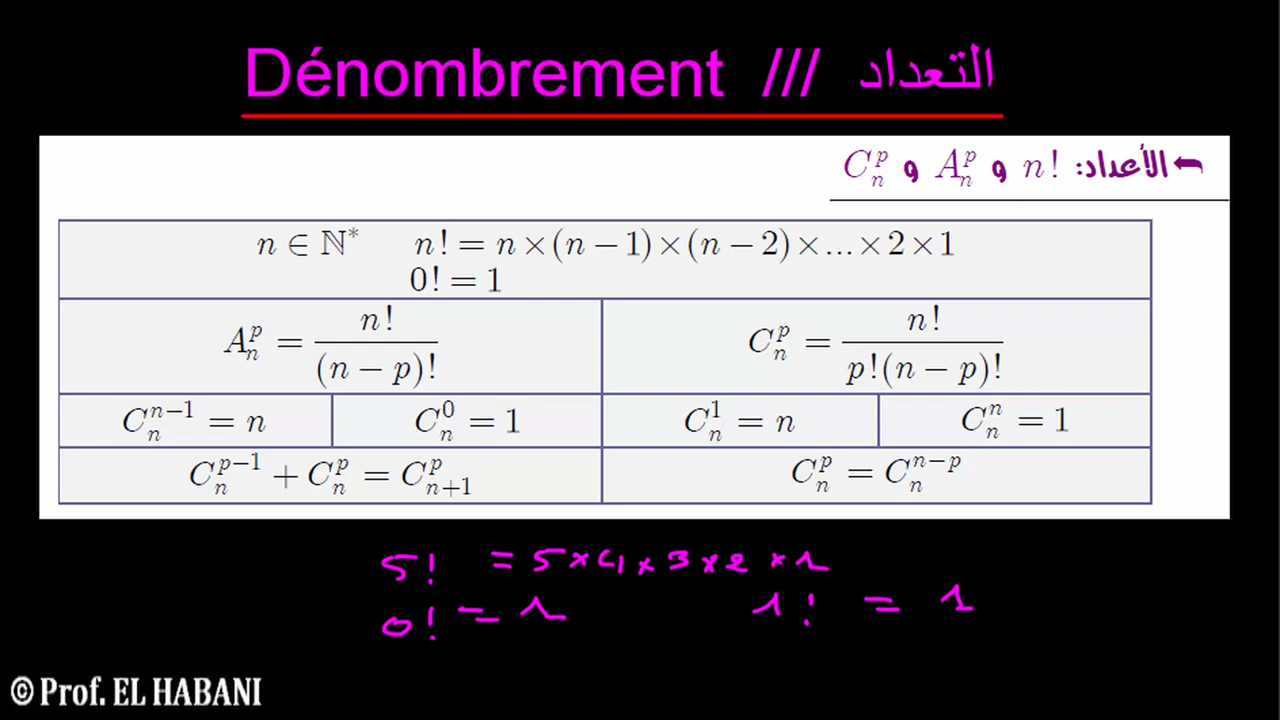 Dénombrement /// التعداد
الأعداد: n! و A_n^p و C_n^p
n ∈ ℕ* n! = n × (n − 1) × (n − 2) × ... × 2 × 1
0! = 1
A_n^p = n! / (n − p)! C_n^p = n! / p!(n − p)!
C_n^{n−1} = n C_n^0 = 1 C_n^1 = n C_n^n = 1
C_n^{p−1} + C_n^p = C_{n+1}^p C_n^p = C_n^{n−p}
5! = 5 × 4 × 3 × 2 × 1
0! = 1 1! = 1
© Prof. EL HABANI